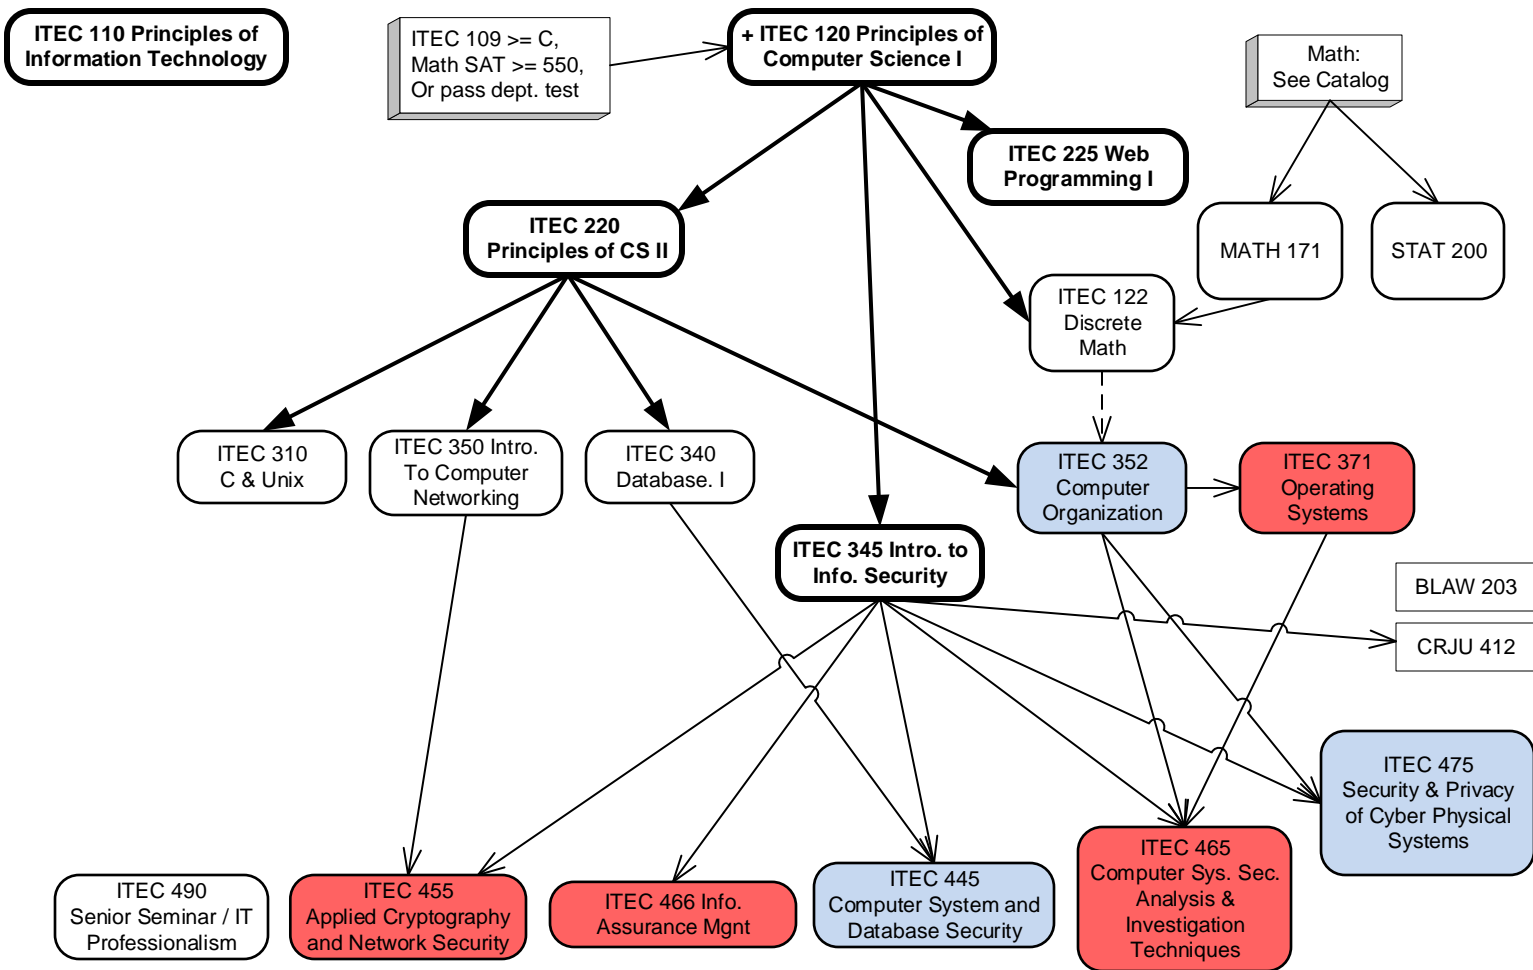 ITEC 110 Principles of
Information Technology
ITEC 109 >= C,
Math SAT >= 550,
Or pass dept. test
+ ITEC 120 Principles of
Computer Science I
Math:
See Catalog
ITEC 225 Web
Programming I
ITEC 220
Principles of CS II
MATH 171
STAT 200
ITEC 122
Discrete
Math
ITEC 310
C & Unix
ITEC 350 Intro.
To Computer
Networking
ITEC 340
Database. I
ITEC 352
Computer
Organization
ITEC 371
Operating
Systems
ITEC 345 Intro. to
Info. Security
BLAW 203
CRJU 412
ITEC 475
Security & Privacy
of Cyber Physical
Systems
ITEC 490
Senior Seminar / IT
Professionalism
ITEC 455
Applied Cryptography
and Network Security
ITEC 466 Info.
Assurance Mgnt
ITEC 445
Computer System and
Database Security
ITEC 465
Computer Sys. Sec.
Analysis &
Investigation
Techniques